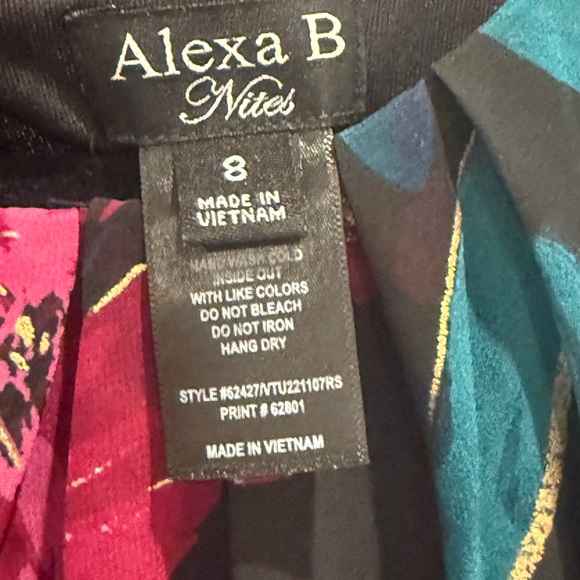 Alexa B
Nites
8
MADE IN
VIETNAM
HAND WASH COLD
INSIDE OUT
WITH LIKE COLORS
DO NOT BLEACH
DO NOT IRON
HANG DRY
STYLE #62427/VTU221107RS
PRINT # 62801
MADE IN VIETNAM